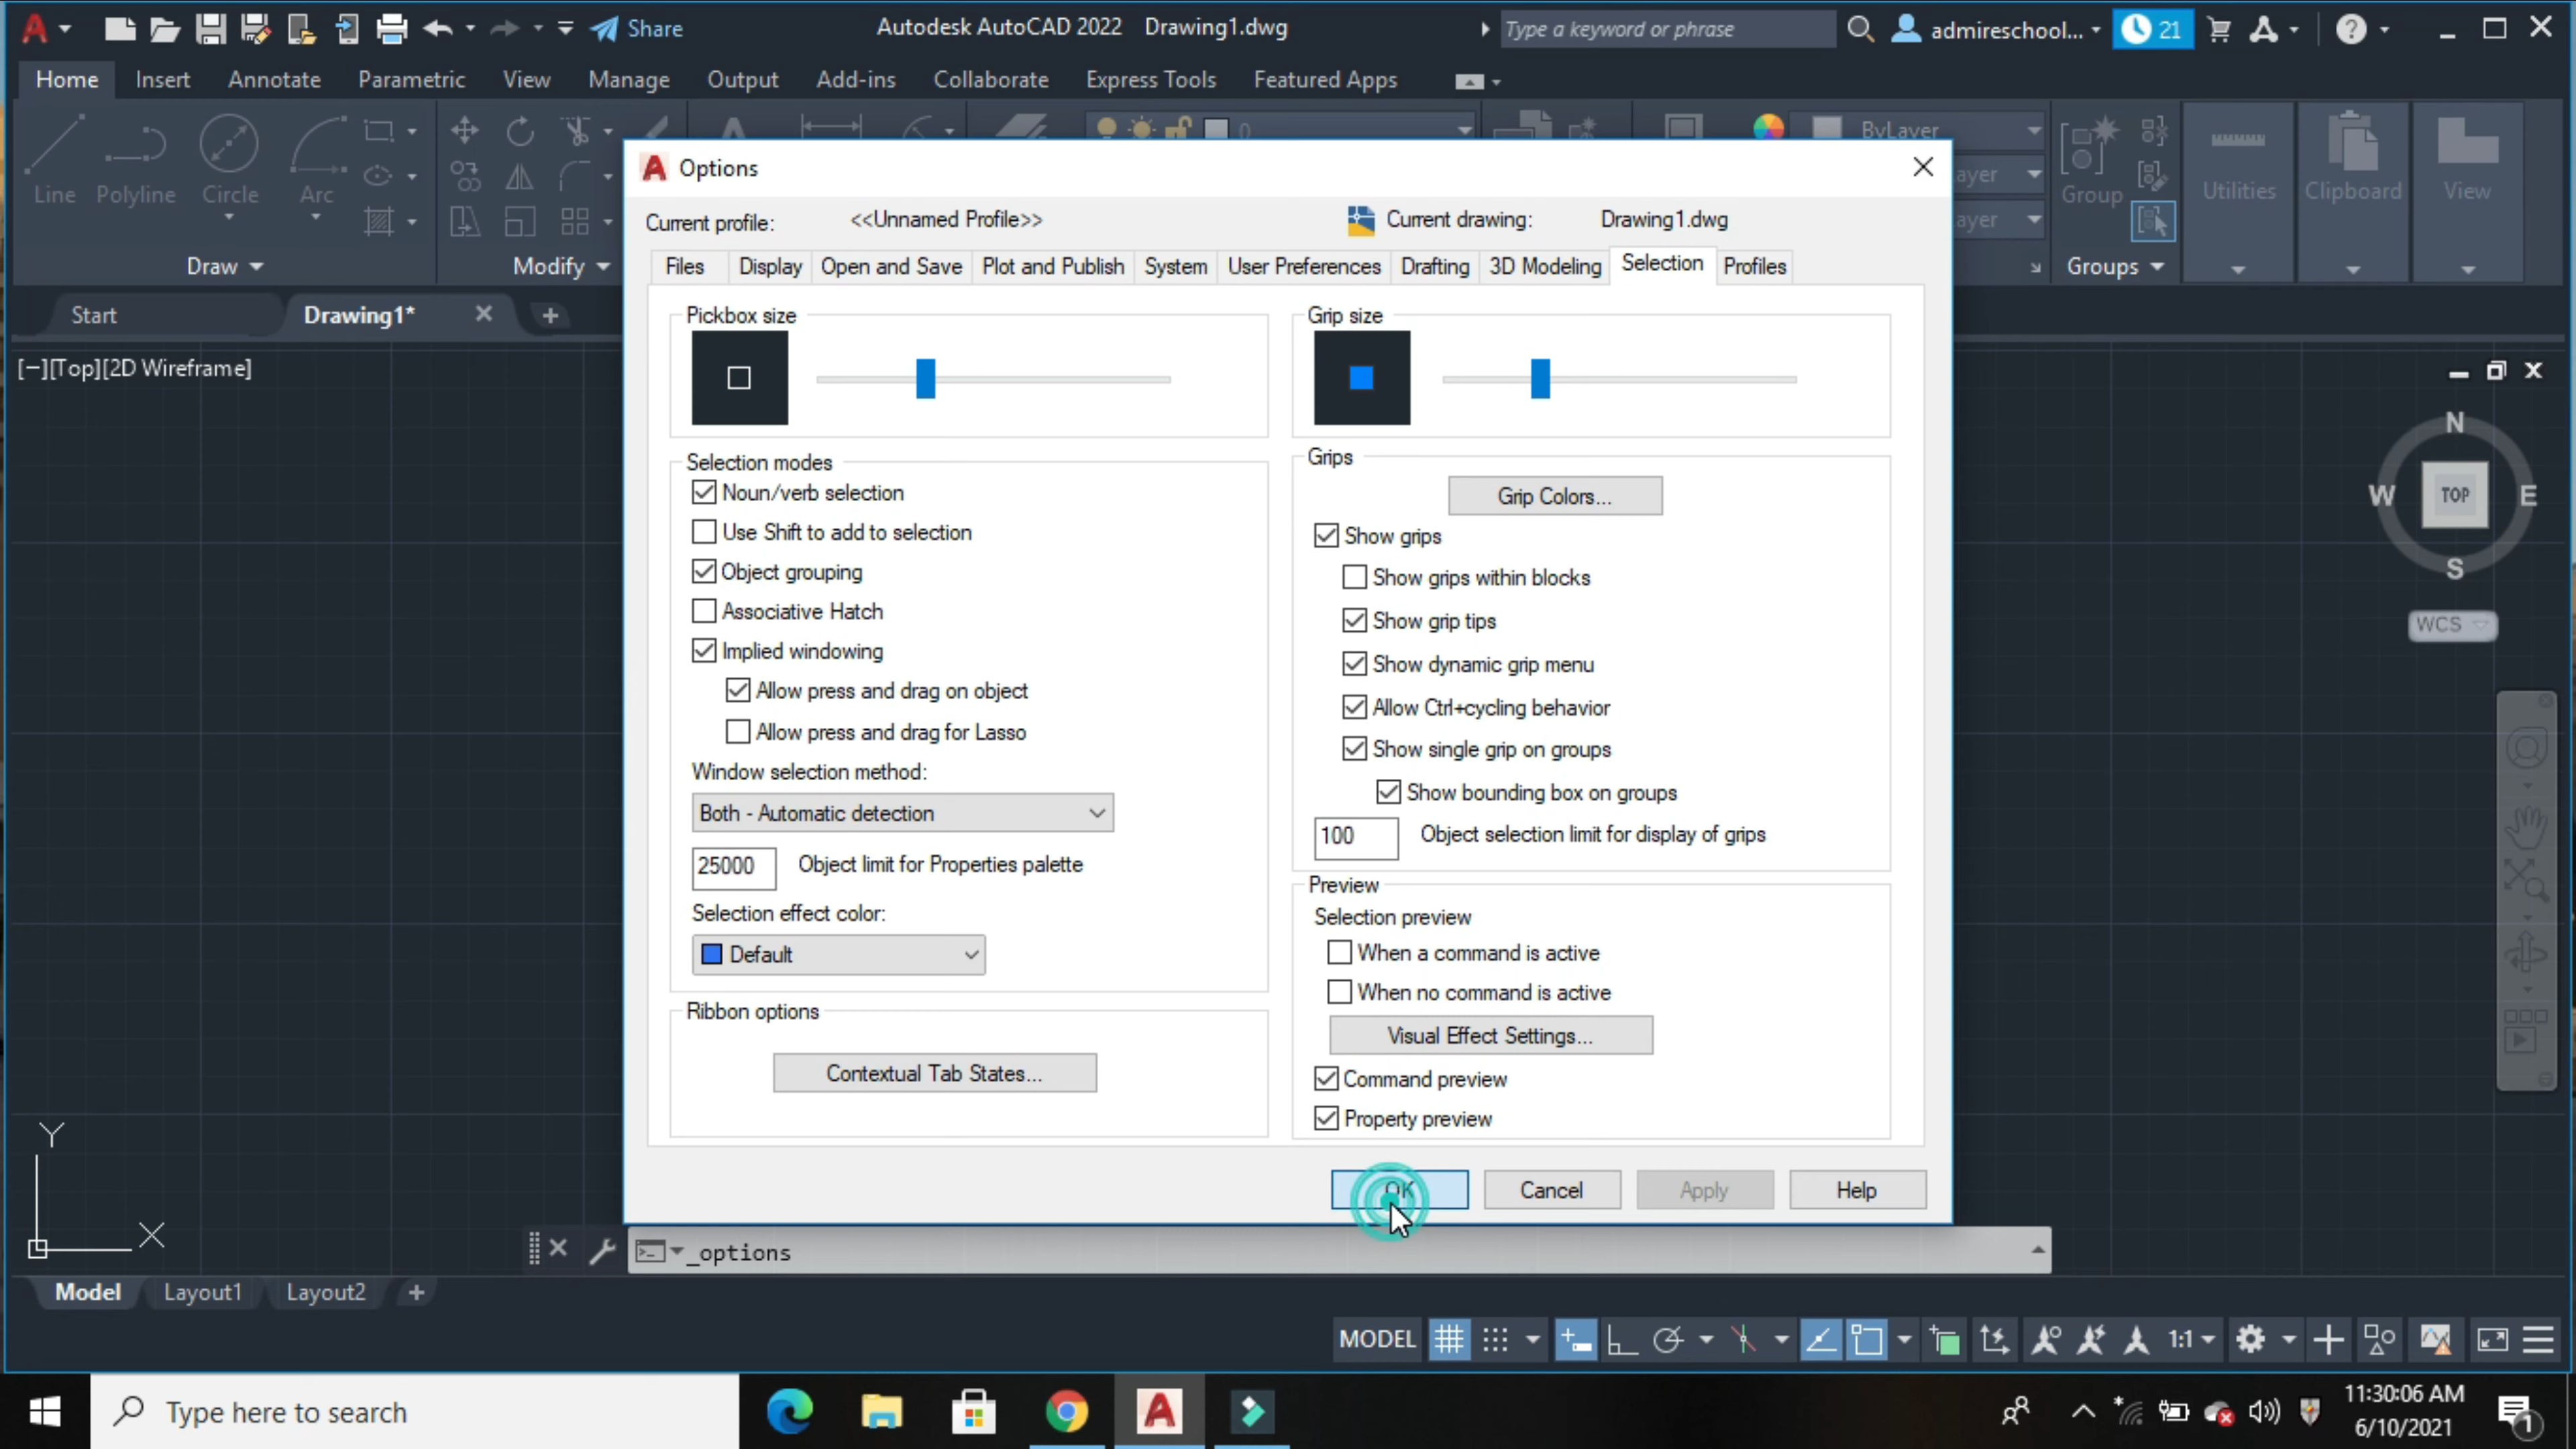 Share
Autodesk AutoCAD 2022 Drawing1.dwg
Type a keyword or phrase
admireschool...
21
Home Insert Annotate Parametric View Manage Output Add-ins Collaborate Express Tools Featured Apps
0
ByLayer
Line Polyline Circle Arc
Group
Utilities Clipboard View
ayer
ayer
Draw
Modify
Groups
Start
Drawing1*
[−][Top][2D Wireframe]
Options
Current profile: <<Unnamed Profile>>
Current drawing: Drawing1.dwg
Files Display Open and Save Plot and Publish System User Preferences Drafting 3D Modeling Selection Profiles
Pickbox size
Selection modes
Noun/verb selection
Use Shift to add to selection
Object grouping
Associative Hatch
Implied windowing
Allow press and drag on object
Allow press and drag for Lasso
Window selection method:
Both - Automatic detection
25000 Object limit for Properties palette
Selection effect color:
Default
Ribbon options
Contextual Tab States...
Grip size
Grips
Grip Colors...
Show grips
Show grips within blocks
Show grip tips
Show dynamic grip menu
Allow Ctrl+cycling behavior
Show single grip on groups
Show bounding box on groups
100 Object selection limit for display of grips
Preview
Selection preview
When a command is active
When no command is active
Visual Effect Settings...
Command preview
Property preview
OK Cancel Apply Help
N
W TOP E
S
WCS
Y
X
_options
Model Layout1 Layout2
MODEL
1:1
Type here to search
11:30:06 AM
6/10/2021
1